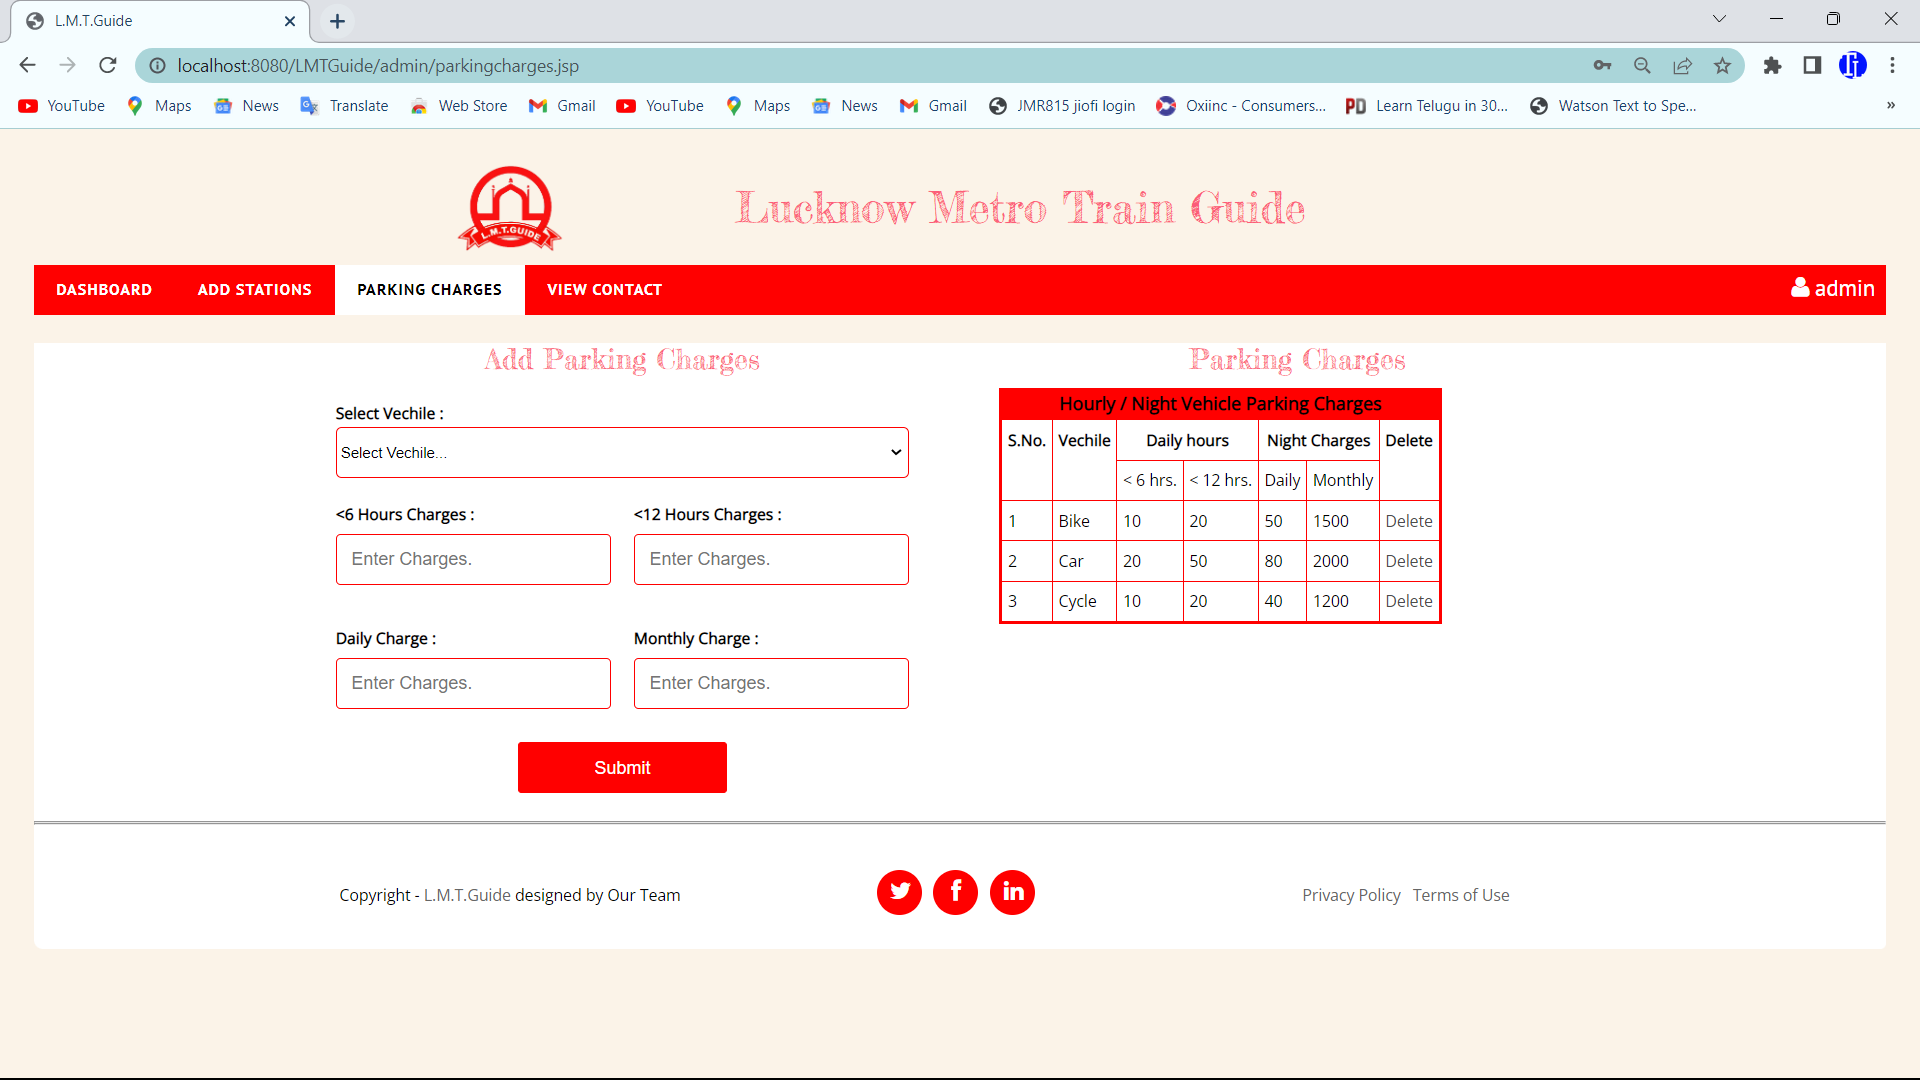 L.M.T.Guide
localhost:8080/LMTGuide/admin/parkingcharges.jsp
YouTube Maps News Translate Web Store Gmail YouTube Maps News Gmail JMR815 jiofi login Oxiinc - Consumers... Learn Telugu in 30... Watson Text to Spe... »
L.M.T.GUIDE
Lucknow Metro Train Guide
DASHBOARD ADD STATIONS PARKING CHARGES VIEW CONTACT admin
Add Parking Charges
Select Vechile :
Select Vechile...
<6 Hours Charges : <12 Hours Charges :
Enter Charges. Enter Charges.
Daily Charge : Monthly Charge :
Enter Charges. Enter Charges.
Submit
Parking Charges
Hourly / Night Vehicle Parking Charges
S.No. Vechile Daily hours Night Charges Delete
< 6 hrs. < 12 hrs. Daily Monthly
1 Bike 10 20 50 1500 Delete
2 Car 20 50 80 2000 Delete
3 Cycle 10 20 40 1200 Delete
Copyright - L.M.T.Guide designed by Our Team
Privacy Policy Terms of Use